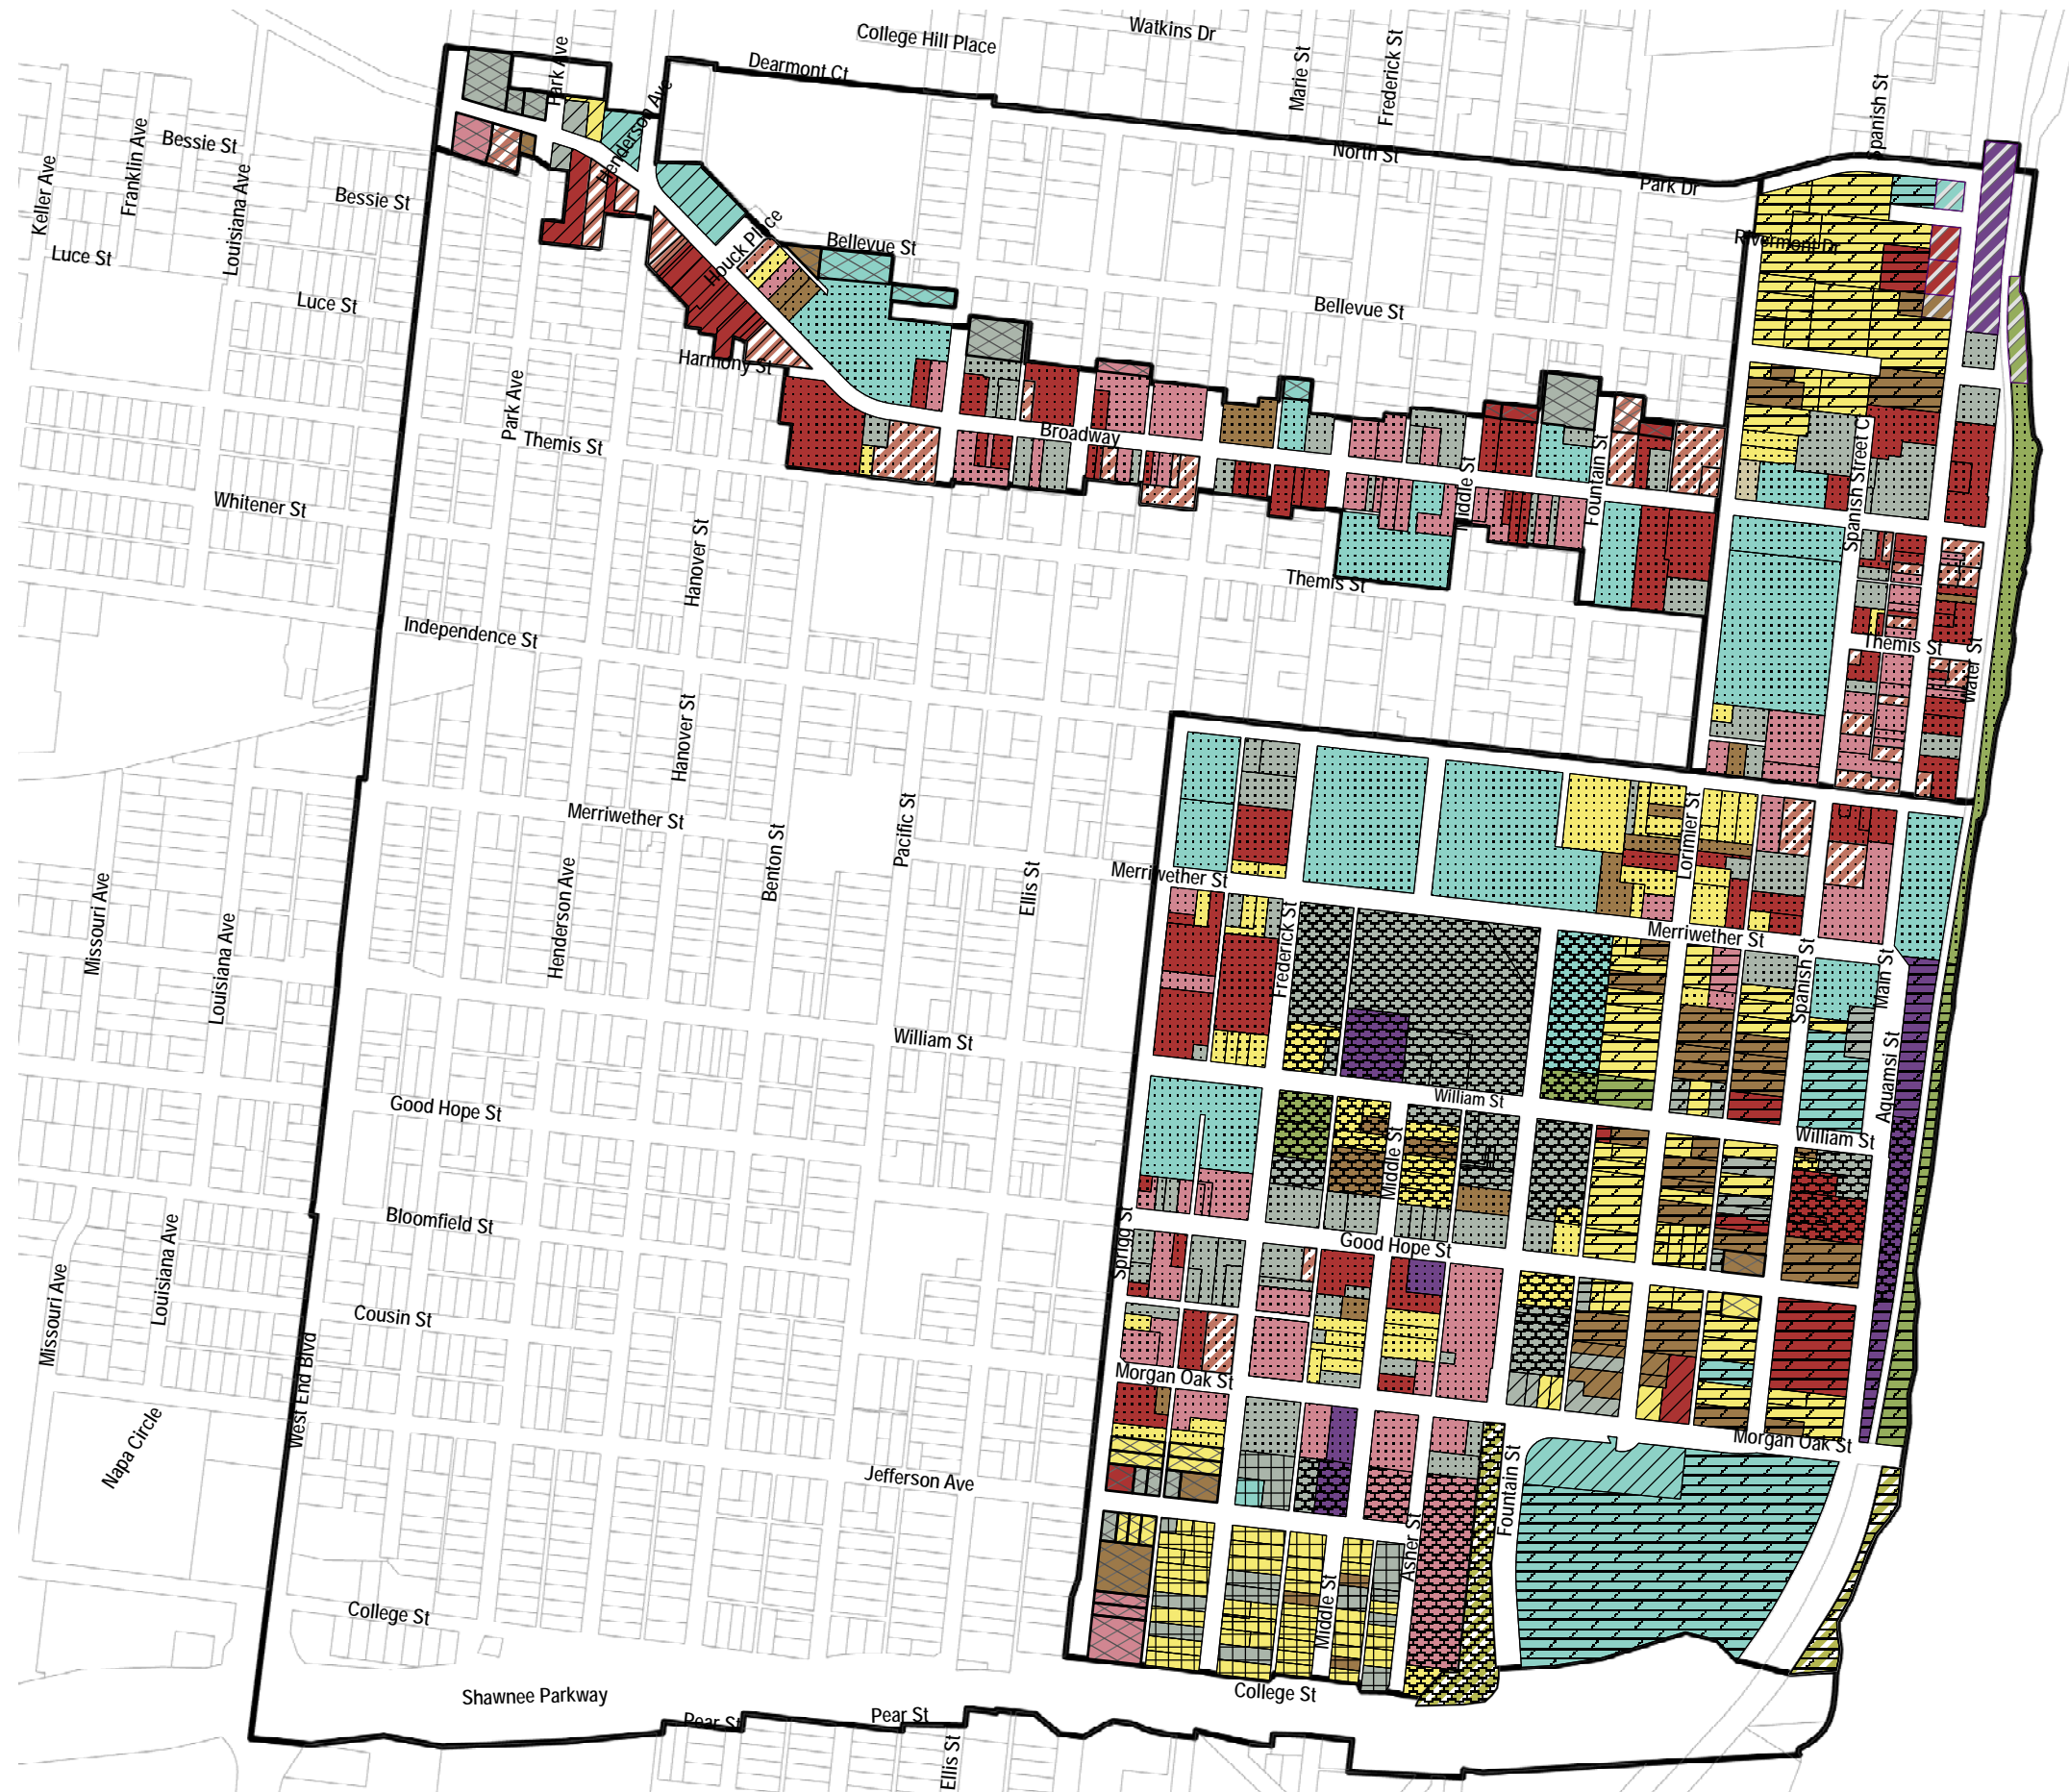 Watkins Dr
College Hill Place
Park Ave
Marie St
Frederick St
Dearmont Ct
Henderson Ave
Spanish St
Franklin Ave
Bessie St
Keller Ave
Louisiana Ave
Bessie St
North St
Park Dr
Luce St
Houck Place
Bellevue St
Rivermont Dr
Luce St
Bellevue St
Harmony St
Park Ave
Themis St
Broadway
Middle St
Fountain St
Whitener St
Hanover St
Themis St
Independence St
Themis St
Water St
Hanover St
Merriwether St
Benton St
Pacific St
Lorimier St
Merriwether St
Missouri Ave
Louisiana Ave
Henderson Ave
Ellis St
Frederick St
Merriwether St
Spanish St
Main St
William St
William St
Aquamsi St
Good Hope St
William St
Middle St
Bloomfield St
Sprigg St
Good Hope St
Louisiana Ave
Missouri Ave
Cousin St
West End Blvd
Morgan Oak St
Napa Circle
Jefferson Ave
Morgan Oak St
Fountain St
Asher St
Middle St
College St
Shawnee Parkway
Pear St
Pear St
College St
Ellis St